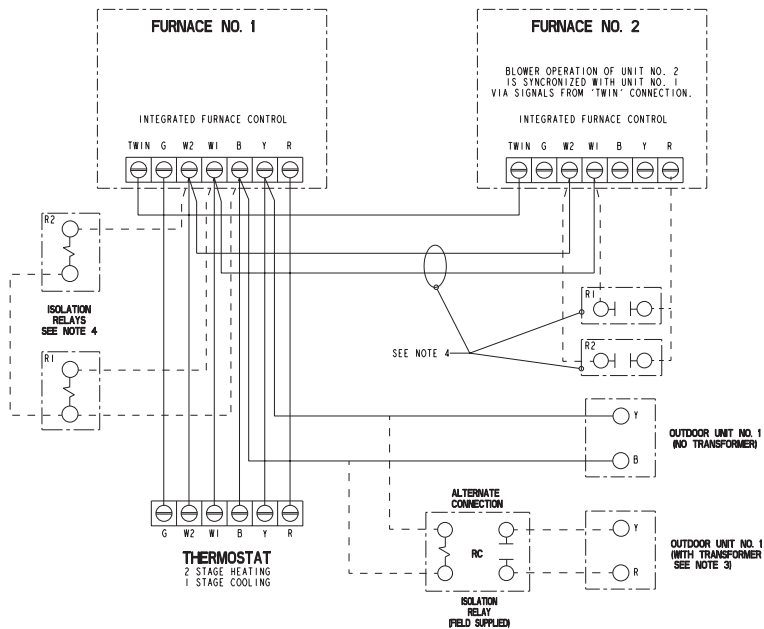 FURNACE NO. 1
INTEGRATED FURNACE CONTROL
TWIN G W2 W1 B Y R
FURNACE NO. 2
BLOWER OPERATION OF UNIT NO. 2
IS SYNCRONIZED WITH UNIT NO. 1
VIA SIGNALS FROM 'TWIN' CONNECTION.
INTEGRATED FURNACE CONTROL
TWIN G W2 W1 B Y R
R2
ISOLATION
RELAYS
SEE NOTE 4
R1
R1
R2
SEE NOTE 4
Y
B
OUTDOOR UNIT NO. 1
(NO TRANSFORMER)
G W2 W1 B Y R
THERMOSTAT
2 STAGE HEATING
1 STAGE COOLING
ALTERNATE
CONNECTION
RC
ISOLATION
RELAY
(FIELD SUPPLIED)
Y
R
OUTDOOR UNIT NO. 1
(WITH TRANSFORMER
SEE NOTE 3)